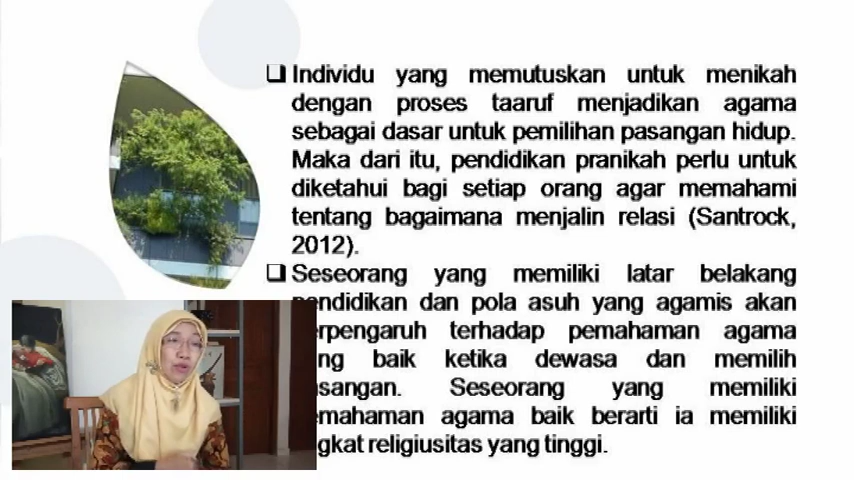 Individu yang memutuskan untuk menikah
dengan proses taaruf menjadikan agama
sebagai dasar untuk pemilihan pasangan hidup.
Maka dari itu, pendidikan pranikah perlu untuk
diketahui bagi setiap orang agar memahami
tentang bagaimana menjalin relasi (Santrock,
2012).
Seseorang yang memiliki latar belakang
pendidikan dan pola asuh yang agamis akan
terhadap pemahaman agama
baik ketika dewasa dan memilih
Seseorang yang memiliki
agama baik berarti ia memiliki
religiusitas yang tinggi.